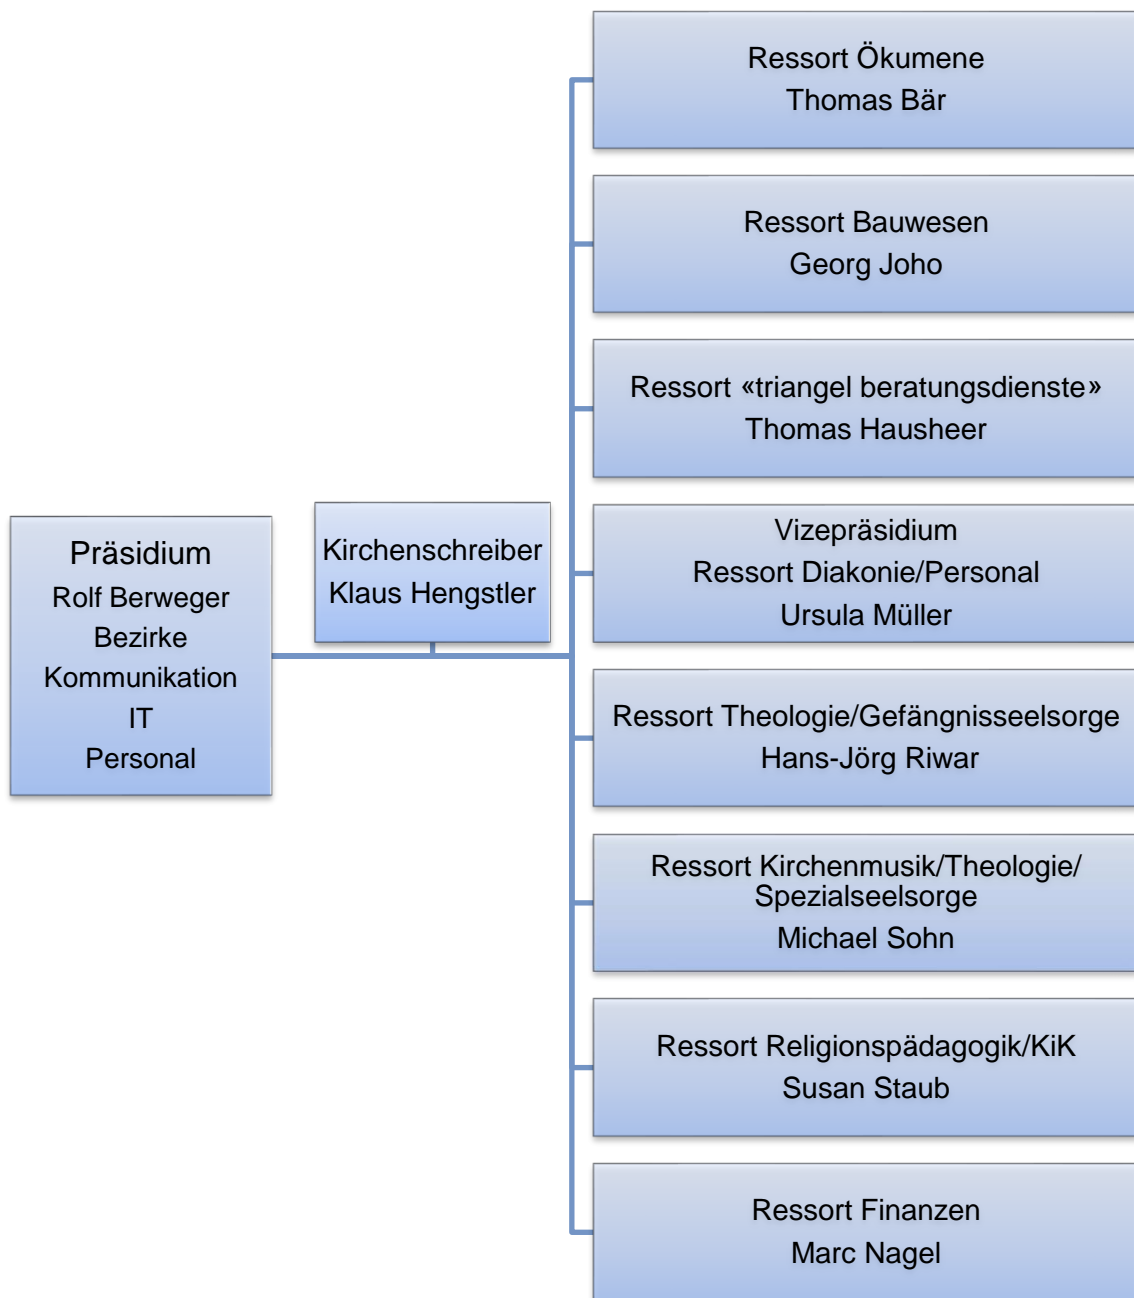 Präsidium
Rolf Berweger
Bezirke
Kommunikation
IT
Personal
Kirchenschreiber
Klaus Hengstler
Ressort Ökumene
Thomas Bär
Ressort Bauwesen
Georg Joho
Ressort «triangel beratungsdienste»
Thomas Hausheer
Vizepräsidium
Ressort Diakonie/Personal
Ursula Müller
Ressort Theologie/Gefängnisseelsorge
Hans-Jörg Riwar
Ressort Kirchenmusik/Theologie/
Spezialseelsorge
Michael Sohn
Ressort Religionspädagogik/KiK
Susan Staub
Ressort Finanzen
Marc Nagel